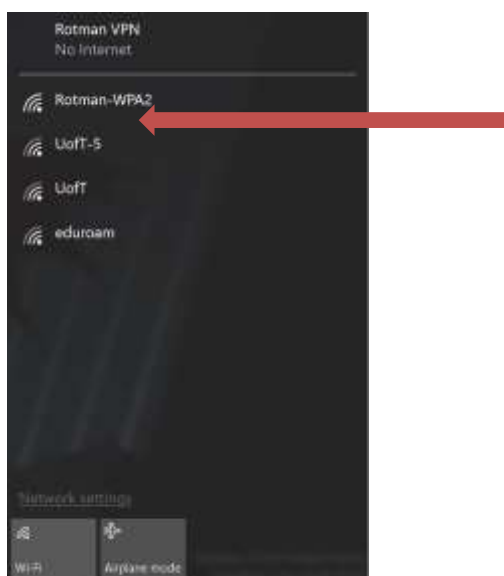 Rotman VPN
No Internet
Rotman-WPA2
UofT-S
UofT
eduroam
Network settings
Wi-Fi
Airplane mode